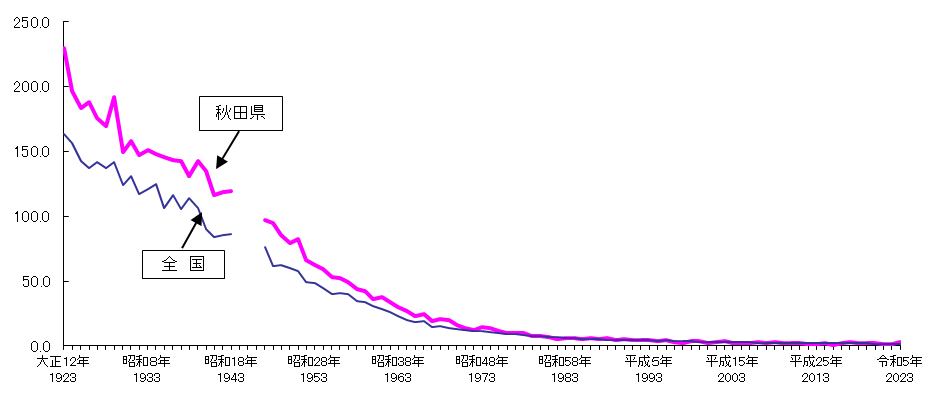 250.0
200.0
150.0
100.0
50.0
0.0
秋田県
全 国
大正12年 昭和8年 昭和18年 昭和28年 昭和38年 昭和48年 昭和58年 平成5年 平成15年 平成25年 令和5年
1923 1933 1943 1953 1963 1973 1983 1993 2003 2013 2023